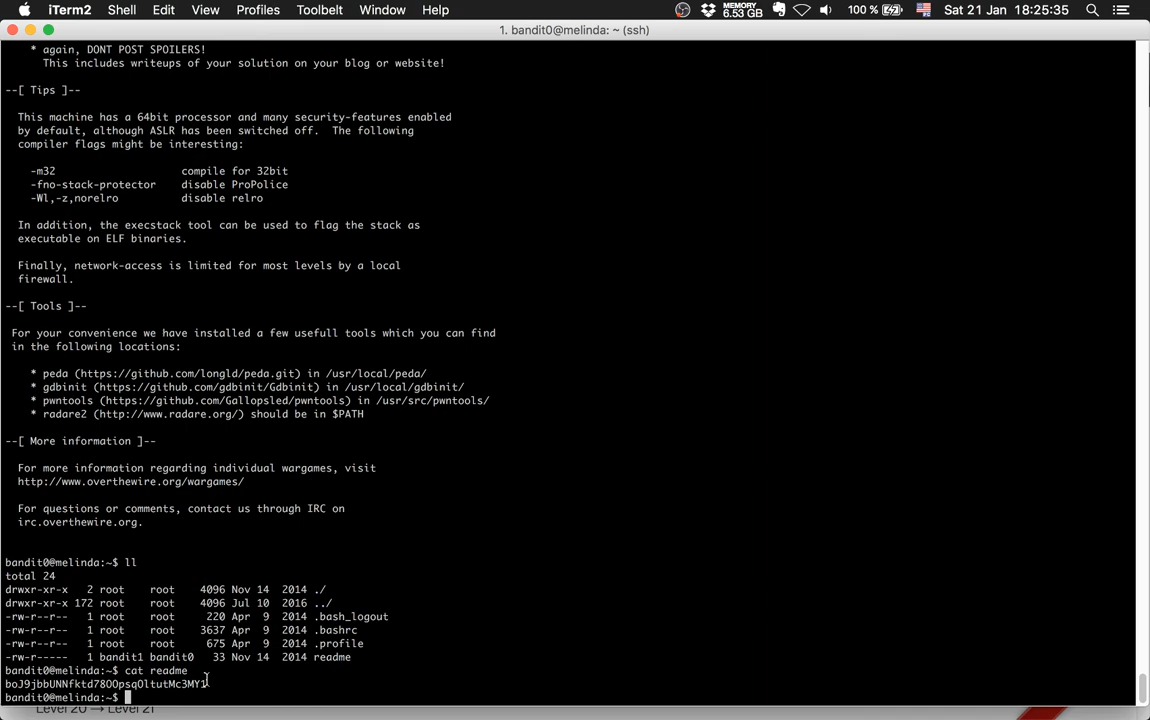 iTerm2 Shell Edit View Profiles Toolbelt Window Help MEMORY 6.53 GB 100 % Sat 21 Jan 18:25:35
1. bandit0@melinda: ~ (ssh)
* again, DONT POST SPOILERS!
This includes writeups of your solution on your blog or website!
--[ Tips ]--
This machine has a 64bit processor and many security-features enabled
by default, although ASLR has been switched off.  The following
compiler flags might be interesting:
-m32                    compile for 32bit
-fno-stack-protector    disable ProPolice
-Wl,-z,norelro          disable relro
In addition, the execstack tool can be used to flag the stack as
executable on ELF binaries.
Finally, network-access is limited for most levels by a local
firewall.
--[ Tools ]--
For your convenience we have installed a few usefull tools which you can find
in the following locations:
* peda (https://github.com/longld/peda.git) in /usr/local/peda/
* gdbinit (https://github.com/gdbinit/Gdbinit) in /usr/local/gdbinit/
* pwntools (https://github.com/Gallopsled/pwntools) in /usr/src/pwntools/
* radare2 (http://www.radare.org/) should be in $PATH
--[ More information ]--
For more information regarding individual wargames, visit
http://www.overthewire.org/wargames/
For questions or comments, contact us through IRC on
irc.overthewire.org.
bandit0@melinda:~$ ll
total 24
drwxr-xr-x   2 root    root    4096 Nov 14  2014 ./
drwxr-xr-x 172 root    root    4096 Jul 10  2016 ../
-rw-r--r--   1 root    root     220 Apr  9  2014 .bash_logout
-rw-r--r--   1 root    root    3637 Apr  9  2014 .bashrc
-rw-r--r--   1 root    root     675 Apr  9  2014 .profile
-rw-r-----   1 bandit1 bandit0   33 Nov 14  2014 readme
bandit0@melinda:~$ cat readme
boJ9jbbUNNfktd78OOpsqOltutMc3MY1
bandit0@melinda:~$
Level 20 → Level 21